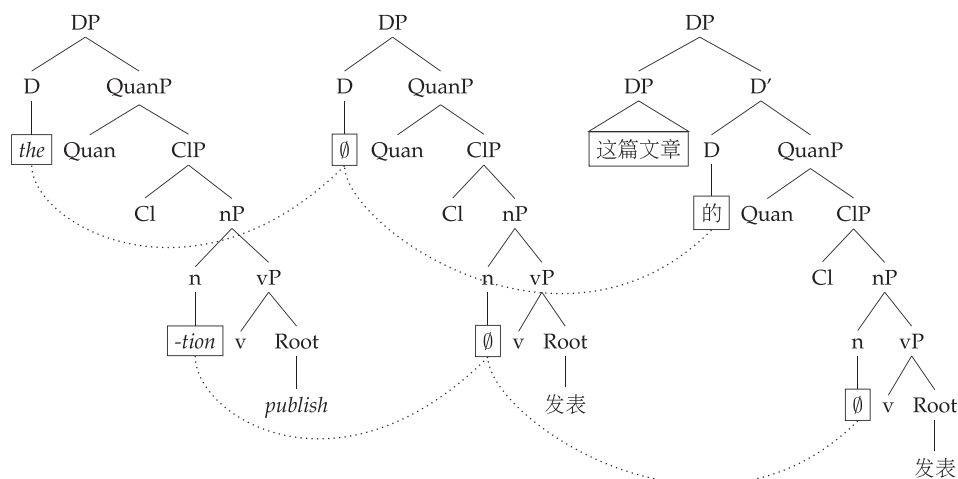 DP DP DP
D QuanP D QuanP DP D′
the Quan ClP ∅ Quan ClP 这篇文章 D QuanP
Cl nP Cl nP 的 Quan ClP
n vP n vP Cl nP
-tion v Root ∅ v Root n vP
publish 发表 ∅ v Root
发表